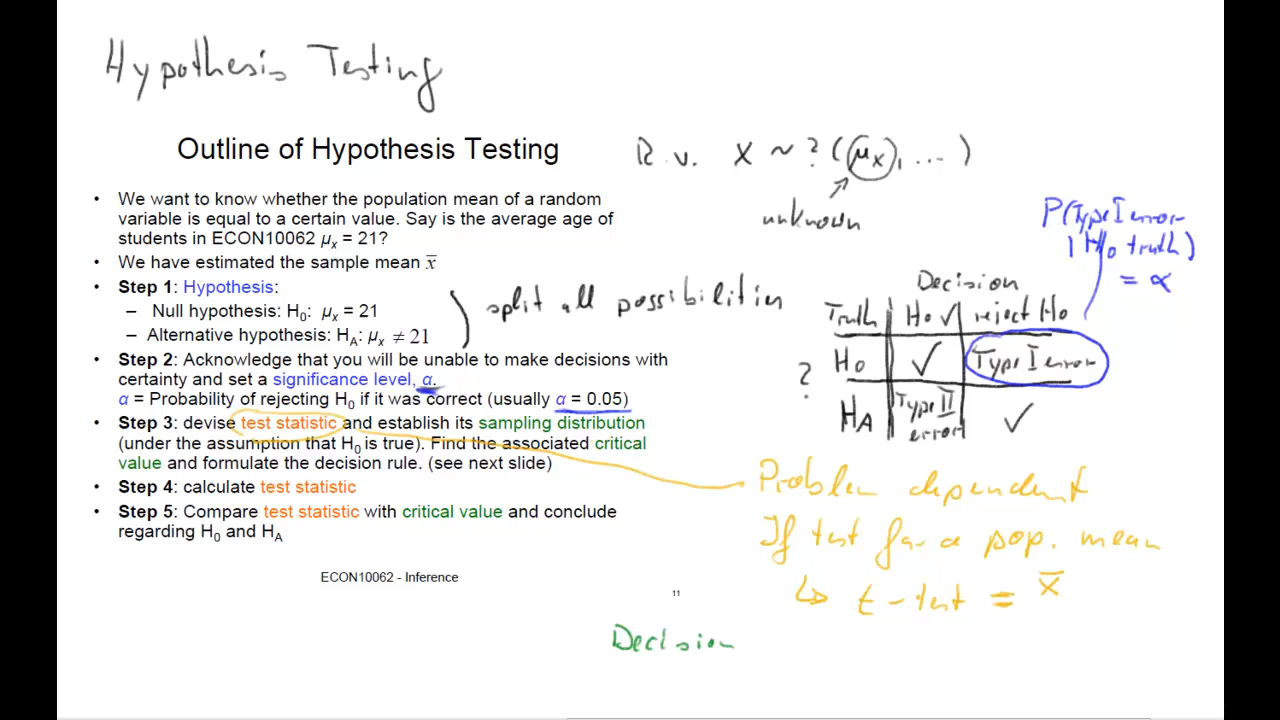 Hypothesis Testing
Outline of Hypothesis Testing
R.v. X ~ ? (μx, ....)
unknown
• We want to know whether the population mean of a random
variable is equal to a certain value. Say is the average age of
students in ECON10062 μx = 21?
• We have estimated the sample mean x̅
• Step 1: Hypothesis:
– Null hypothesis: H0: μx = 21
– Alternative hypothesis: HA: μx ≠ 21
split all possibilities
• Step 2: Acknowledge that you will be unable to make decisions with
certainty and set a significance level, α.
α = Probability of rejecting H0 if it was correct (usually α = 0.05)
• Step 3: devise test statistic and establish its sampling distribution
(under the assumption that H0 is true). Find the associated critical
value and formulate the decision rule. (see next slide)
• Step 4: calculate test statistic
• Step 5: Compare test statistic with critical value and conclude
regarding H0 and HA
ECON10062 - Inference
11
P(Type I error
| H0 truth)
= α
Decision
Truth H0 ✓ reject H0
? H0 ✓ Type I error
HA Type II error ✓
Problem dependent
If test for a pop. mean
↳ t-test = x̅
Decision